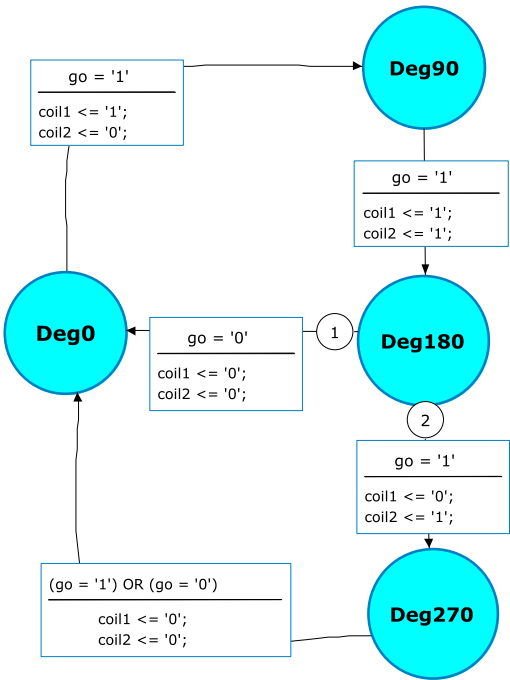 go = '1'
coil1 <= '1';
coil2 <= '0';
Deg90
go = '1'
coil1 <= '1';
coil2 <= '1';
Deg0
go = '0'
coil1 <= '0';
coil2 <= '0';
1
Deg180
2
go = '1'
coil1 <= '0';
coil2 <= '1';
(go = '1') OR (go = '0')
coil1 <= '0';
coil2 <= '0';
Deg270